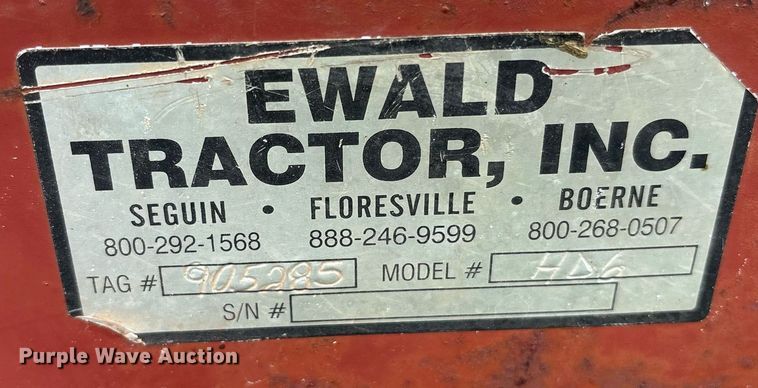 EWALD
TRACTOR, INC.
SEGUIN • FLORESVILLE • BOERNE
800-292-1568 888-246-9599 800-268-0507
TAG # 905285 MODEL # HD6
S/N #
Purple Wave Auction